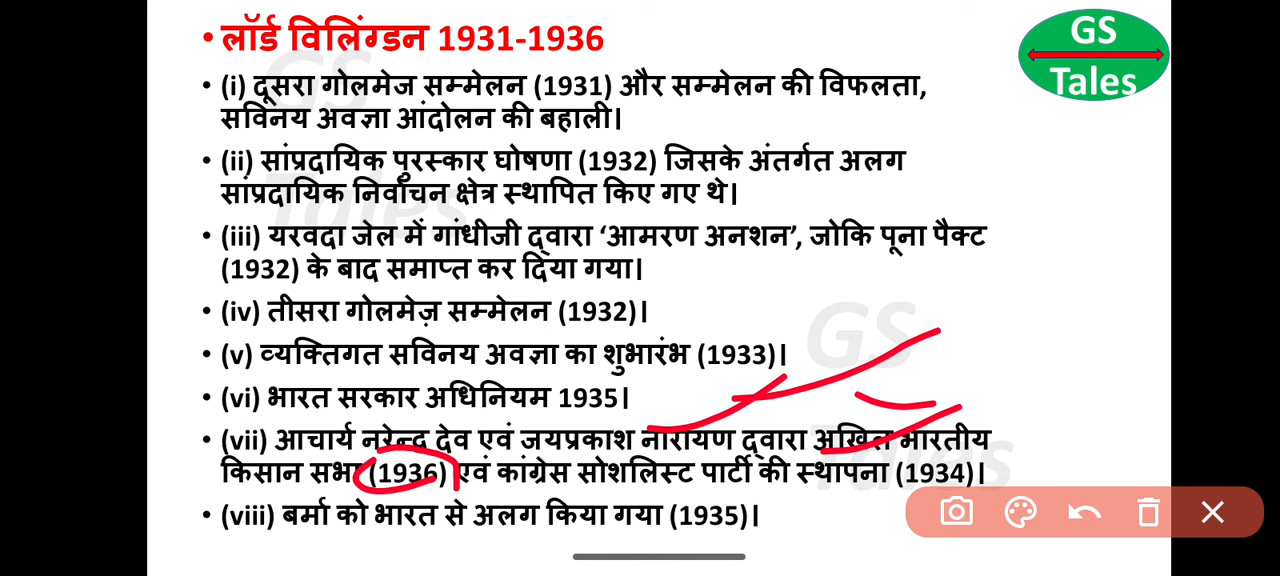 • लॉर्ड विलिंग्डन 1931-1936
GS
Tales
• (i) दूसरा गोलमेज सम्मेलन (1931) और सम्मेलन की विफलता,
सविनय अवज्ञा आंदोलन की बहाली।
• (ii) सांप्रदायिक पुरस्कार घोषणा (1932) जिसके अंतर्गत अलग
सांप्रदायिक निर्वाचन क्षेत्र स्थापित किए गए थे।
• (iii) यरवदा जेल में गांधीजी द्वारा ‘आमरण अनशन’, जोकि पूना पैक्ट
(1932) के बाद समाप्त कर दिया गया।
• (iv) तीसरा गोलमेज़ सम्मेलन (1932)।
• (v) व्यक्तिगत सविनय अवज्ञा का शुभारंभ (1933)।
• (vi) भारत सरकार अधिनियम 1935।
• (vii) आचार्य नरेन्द्र देव एवं जयप्रकाश नारायण द्वारा अखिल भारतीय
किसान सभा (1936) एवं कांग्रेस सोशलिस्ट पार्टी की स्थापना (1934)।
• (viii) बर्मा को भारत से अलग किया गया (1935)।
GS
Tales
GS
Tales